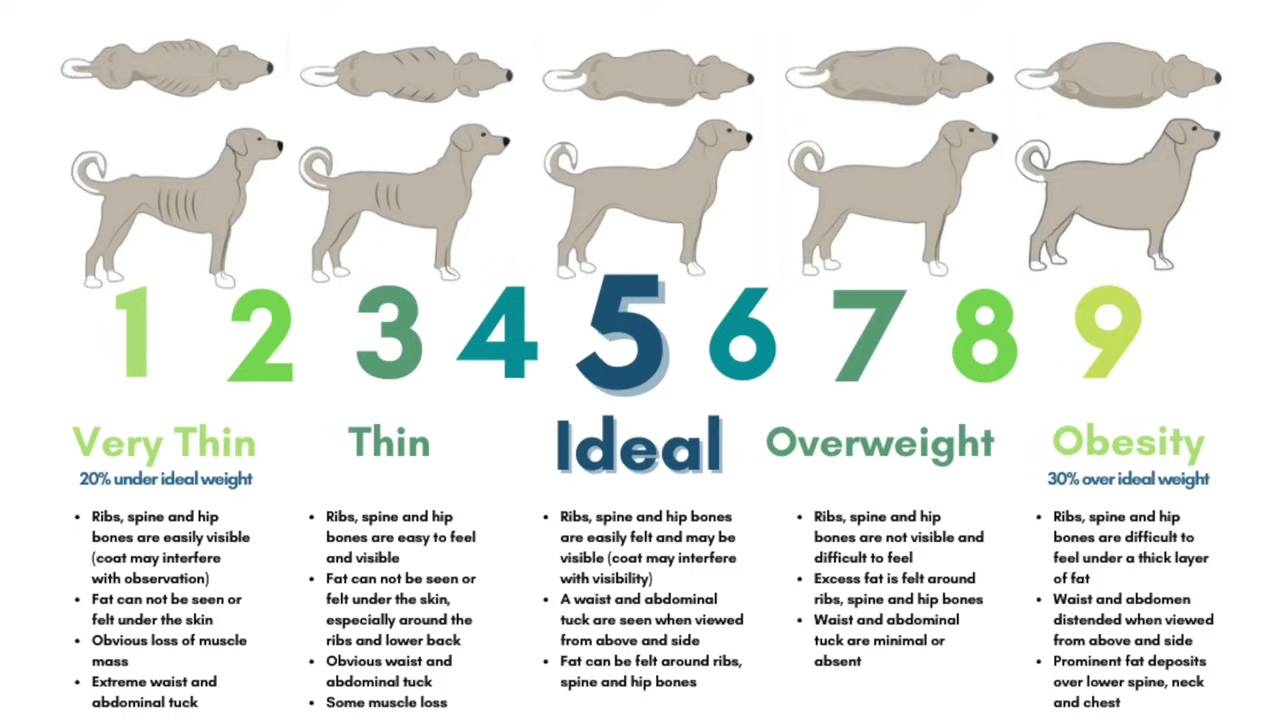 1 2 3 4 5 6 7 8 9
Very Thin
20% under ideal weight
• Ribs, spine and hip
bones are easily visible
(coat may interfere
with observation)
• Fat can not be seen or
felt under the skin
• Obvious loss of muscle
mass
• Extreme waist and
abdominal tuck
Thin
• Ribs, spine and hip
bones are easy to feel
and visible
• Fat can not be seen or
felt under the skin,
especially around the
ribs and lower back
• Obvious waist and
abdominal tuck
• Some muscle loss
Ideal
• Ribs, spine and hip bones
are easily felt and may be
visible (coat may interfere
with visibility)
• A waist and abdominal
tuck are seen when viewed
from above and side
• Fat can be felt around ribs,
spine and hip bones
Overweight
• Ribs, spine and hip
bones are not visible and
difficult to feel
• Excess fat is felt around
ribs, spine and hip bones
• Waist and abdominal
tuck are minimal or
absent
Obesity
30% over ideal weight
• Ribs, spine and hip
bones are difficult to
feel under a thick layer
of fat
• Waist and abdomen
distended when viewed
from above and side
• Prominent fat deposits
over lower spine, neck
and chest